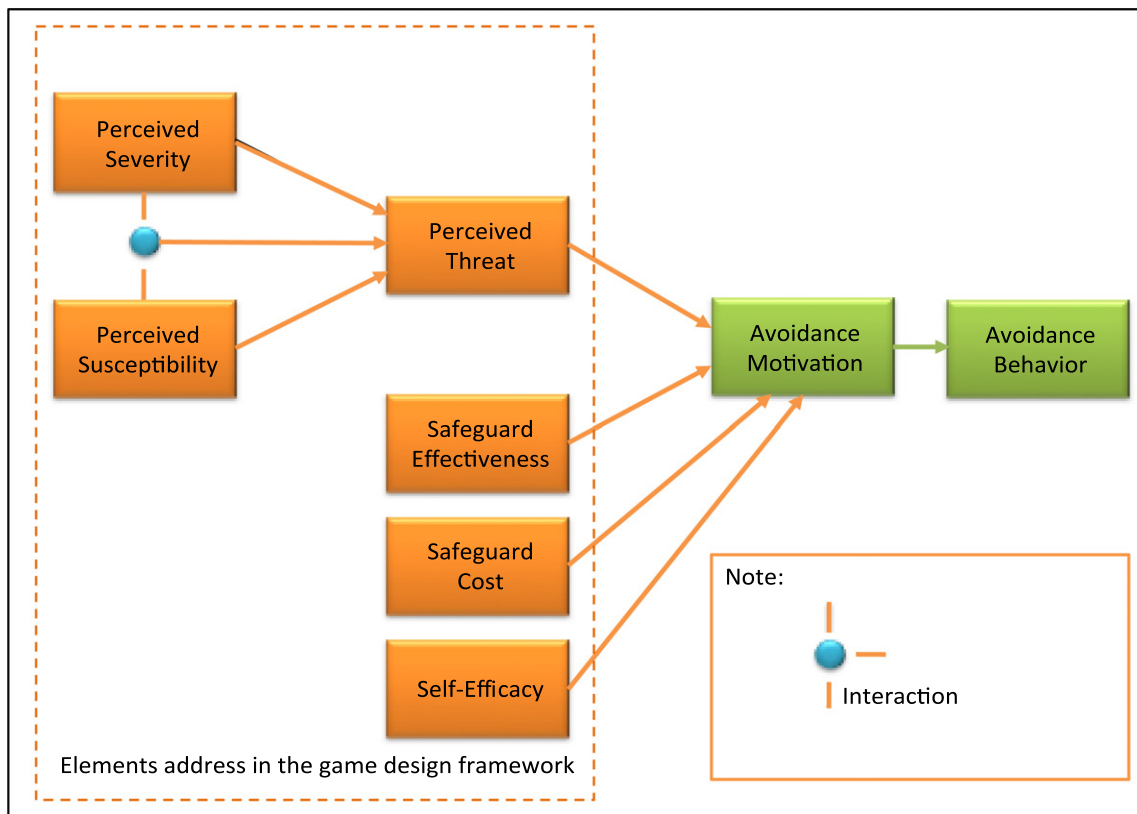 Perceived
Severity
Perceived
Threat
Perceived
Susceptibility
Avoidance
Motivation
Avoidance
Behavior
Safeguard
Effectiveness
Safeguard
Cost
Self-Efficacy
Elements address in the game design framework
Note:
Interaction